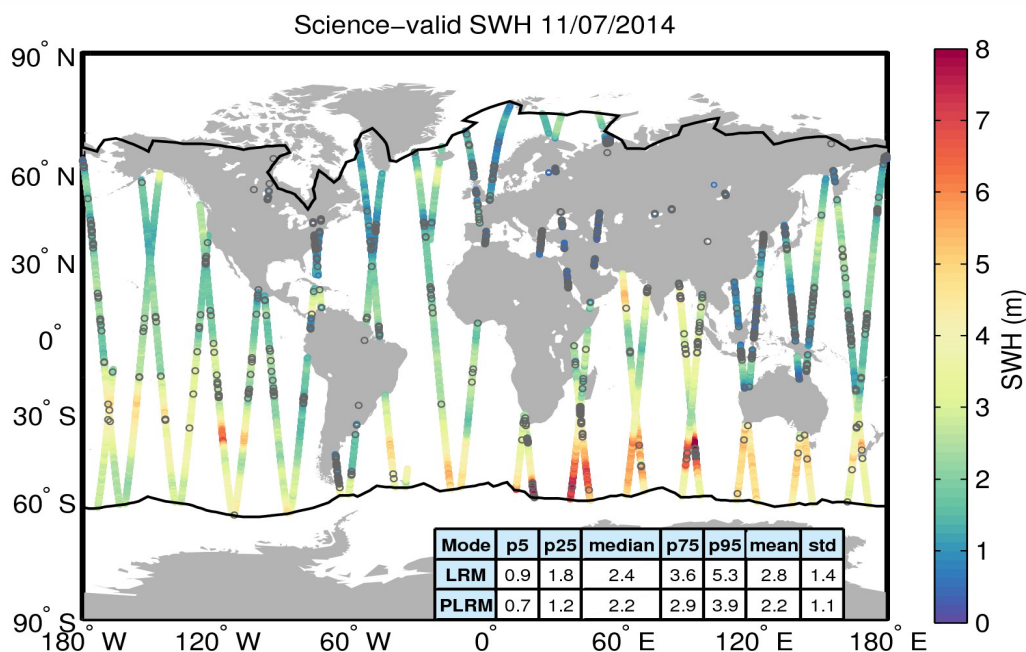 Science−valid SWH 11/07/2014
90° N
60° N
30° N
0°
30° S
60° S
90° S
180° W
120° W
60° W
0°
60° E
120° E
180° E
8
7
6
5
4
3
2
1
0
SWH (m)
Mode p5 p25 median p75 p95 mean std
LRM 0.9 1.8 2.4 3.6 5.3 2.8 1.4
PLRM 0.7 1.2 2.2 2.9 3.9 2.2 1.1